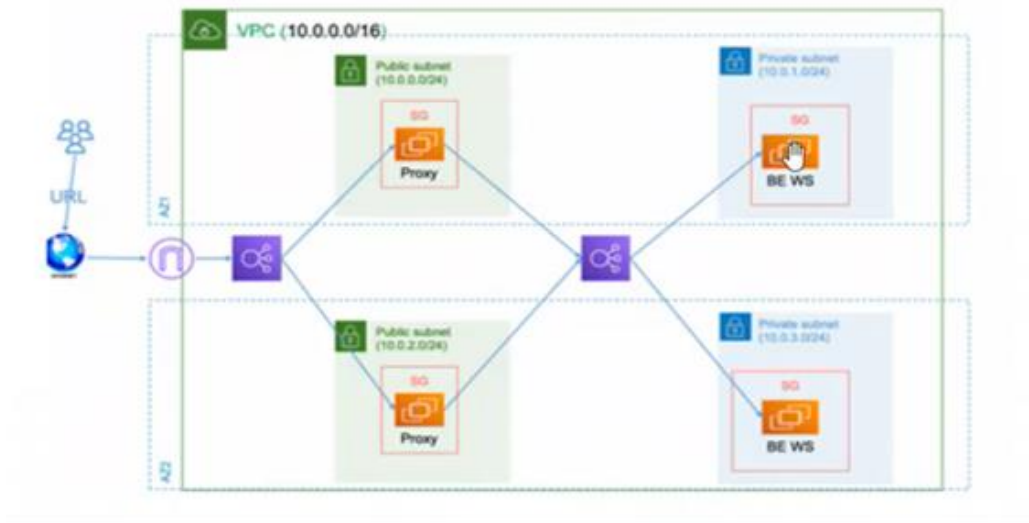 VPC (10.0.0.0/16)
Public subnet
(10.0.0.0/24)
SG
Proxy
Private subnet
(10.0.1.0/24)
SG
BE WS
URL
AZ1
Public subnet
(10.0.2.0/24)
SG
Proxy
Private subnet
(10.0.3.0/24)
SG
BE WS
AZ2